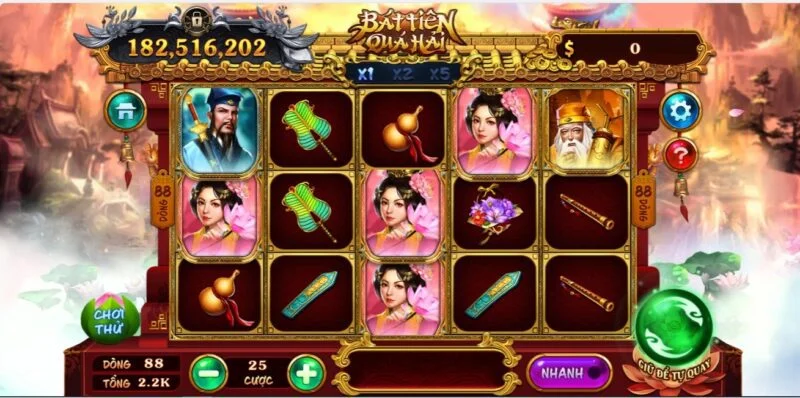 182,516,202
BÁT TIÊN
QUÁ HẢI
$ 0
X1 X2 X5
?
88 DÒNG
88 DÒNG
CHƠI
THỬ
DÒNG 88
TỔNG 2.2K
25
CƯỢC
NHANH
GIỮ ĐỂ TỰ QUAY